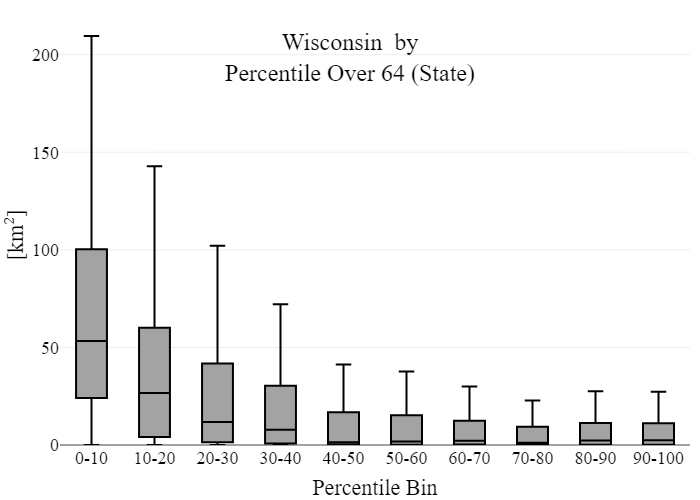 Wisconsin by
Percentile Over 64 (State)
[km²]
200
150
100
50
0
0-10 10-20 20-30 30-40 40-50 50-60 60-70 70-80 80-90 90-100
Percentile Bin